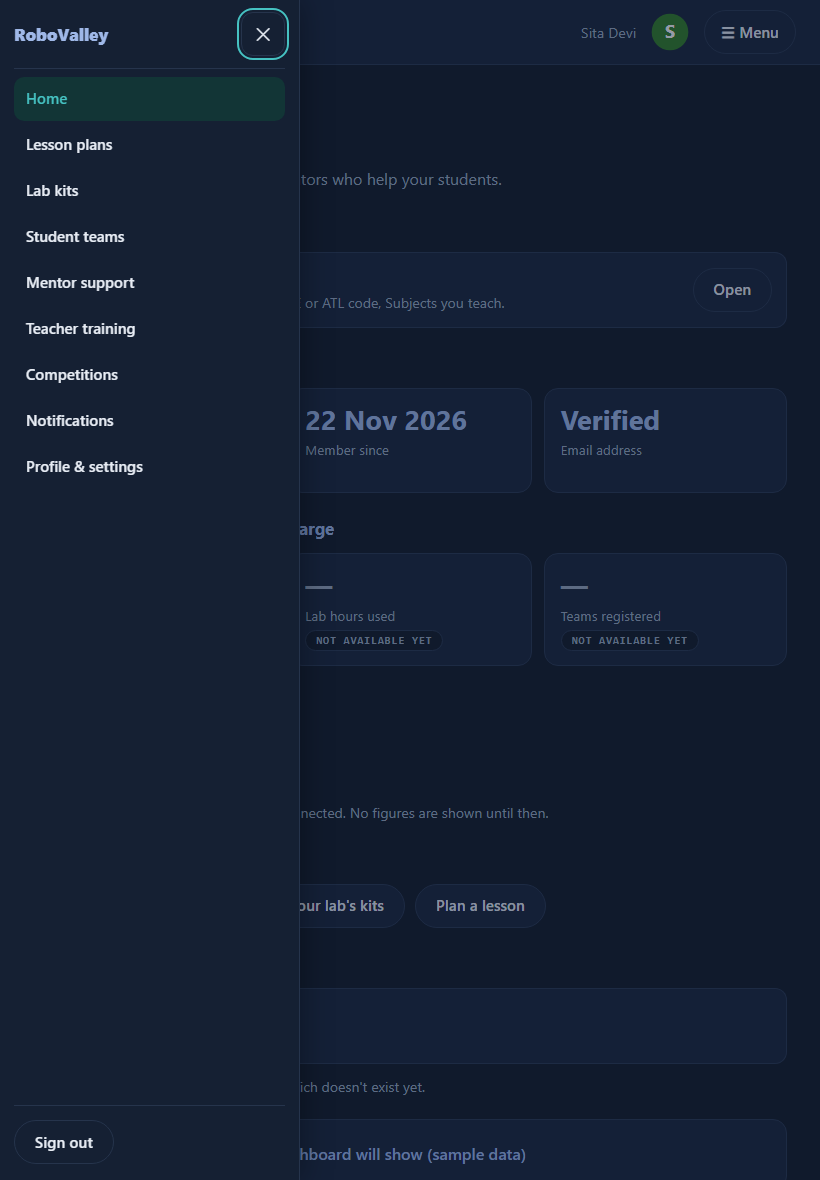 RoboValley
Sita Devi
S
☰ Menu
Home
Lesson plans
Lab kits
Student teams
Mentor support
Teacher training
Competitions
Notifications
Profile & settings
Sign out
tors who help your students.
or ATL code, Subjects you teach.
Open
22 Nov 2026
Member since
Verified
Email address
arge
—
Lab hours used
NOT AVAILABLE YET
—
Teams registered
NOT AVAILABLE YET
nected. No figures are shown until then.
our lab's kits
Plan a lesson
ich doesn't exist yet.
hboard will show (sample data)